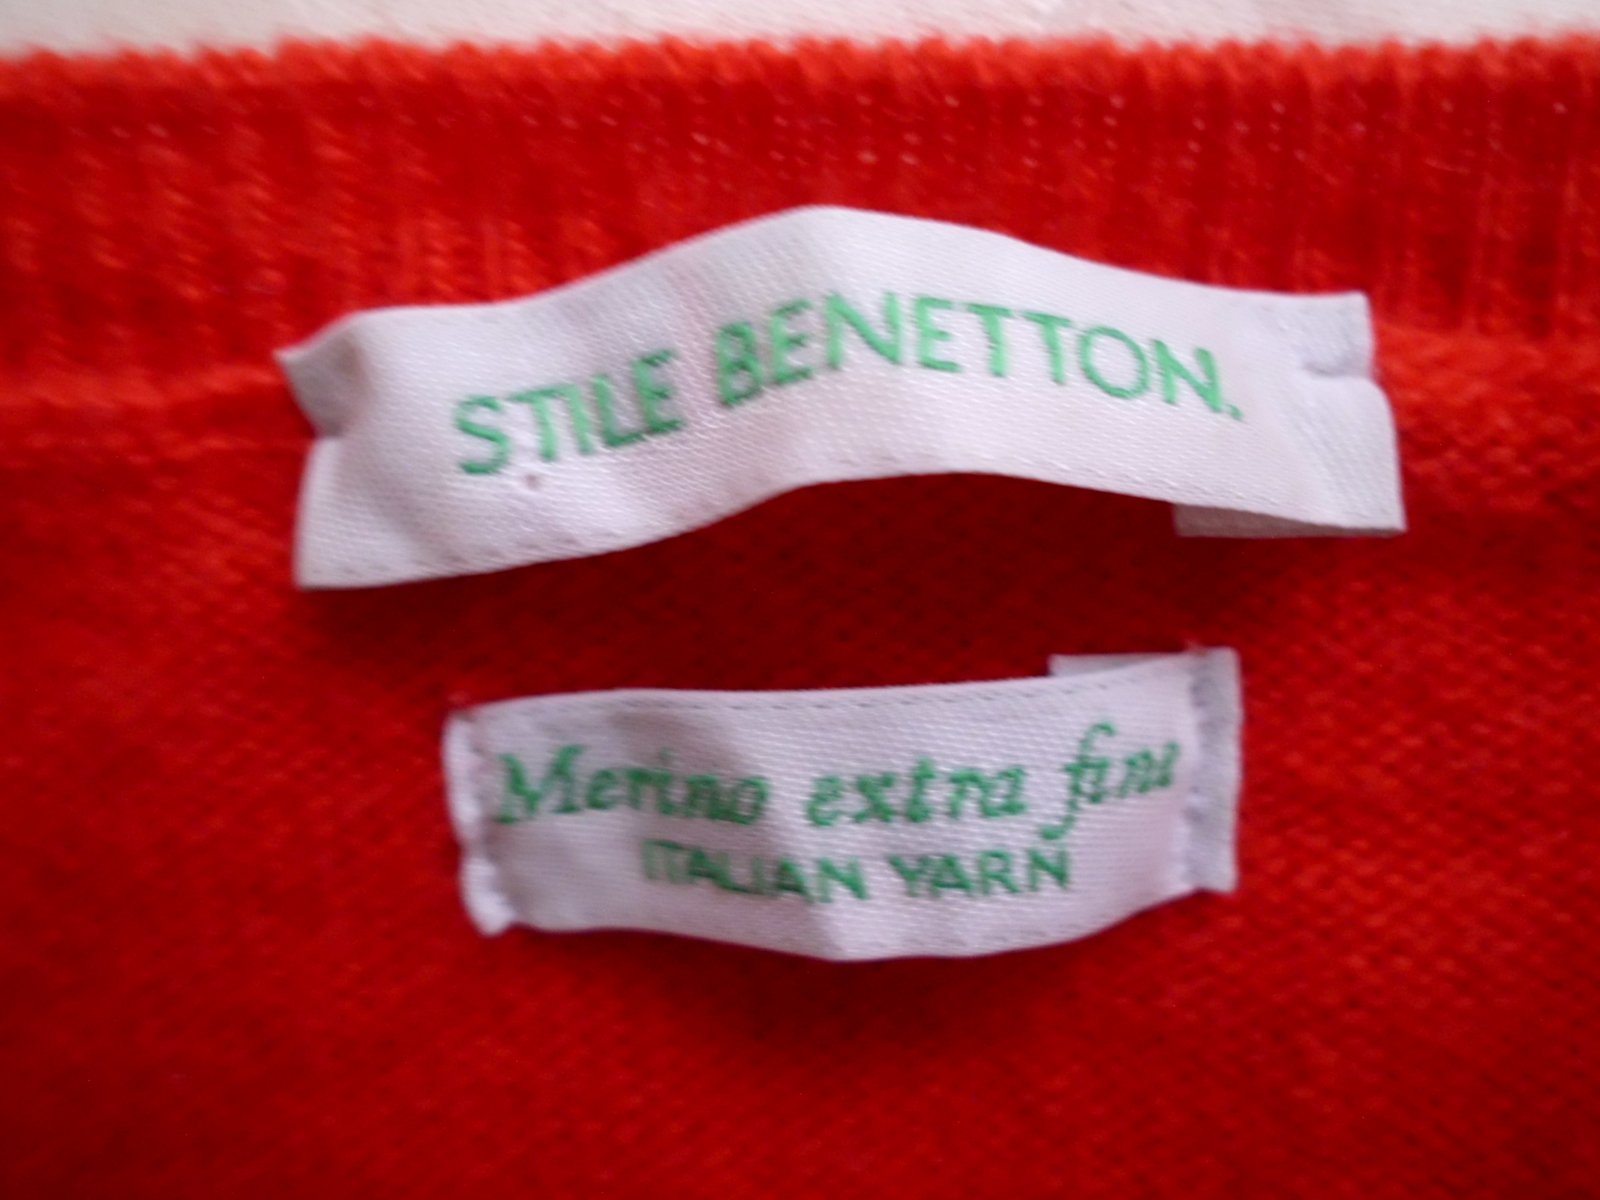 STILE BENETTON.
Merino extra fine
ITALIAN YARN